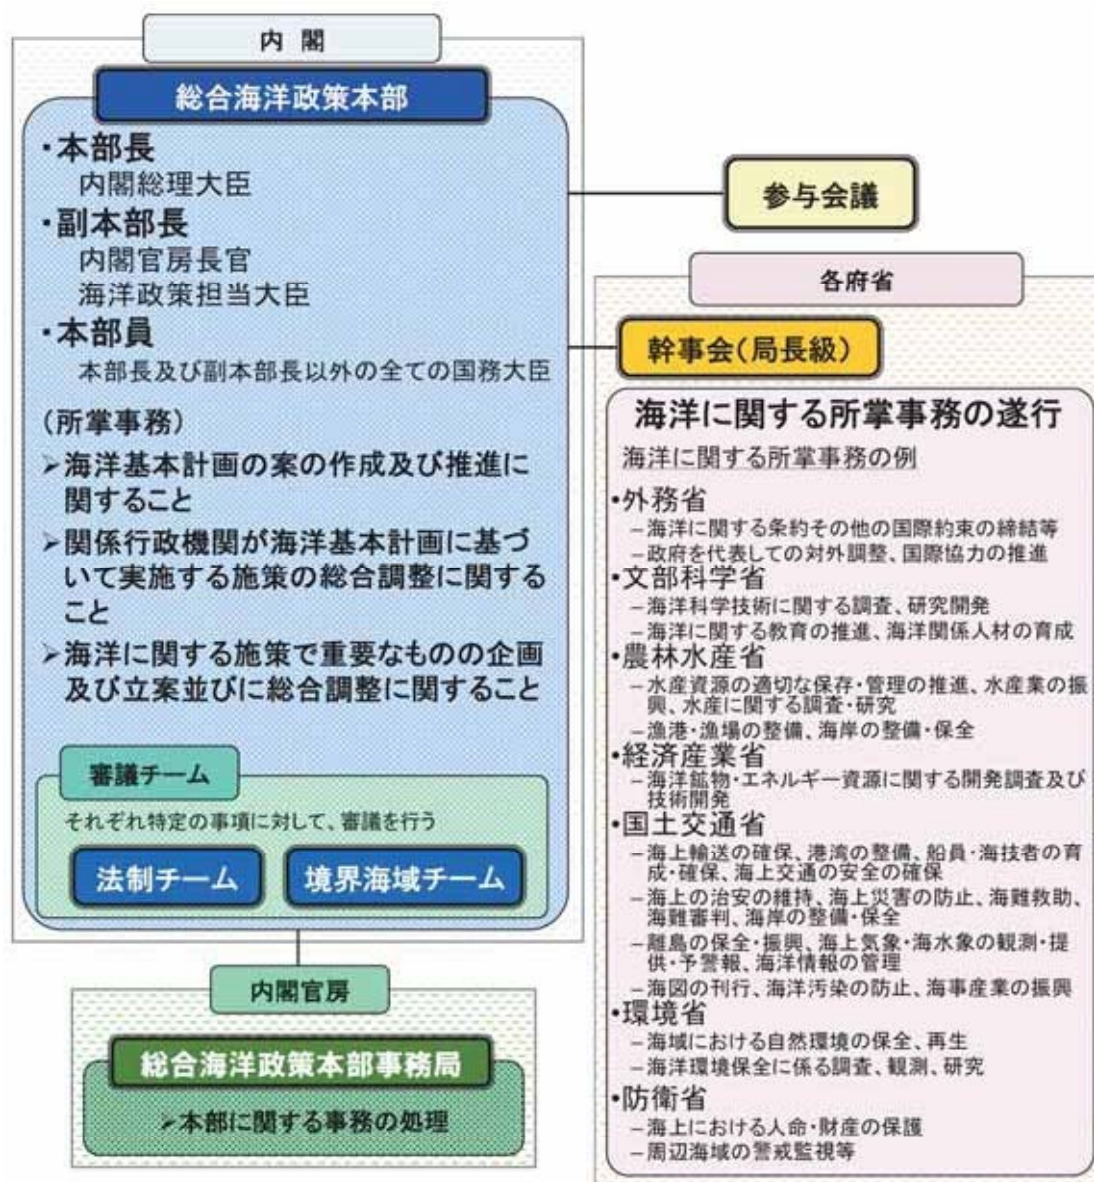 内 閣
総合海洋政策本部
・本部長
内閣総理大臣
・副本部長
内閣官房長官
海洋政策担当大臣
・本部員
本部長及び副本部長以外の全ての国務大臣
(所掌事務)
➢海洋基本計画の案の作成及び推進に
関すること
➢関係行政機関が海洋基本計画に基づ
いて実施する施策の総合調整に関する
こと
➢海洋に関する施策で重要なものの企画
及び立案並びに総合調整に関すること
審議チーム
それぞれ特定の事項に対して、審議を行う
法制チーム
境界海域チーム
内閣官房
総合海洋政策本部事務局
➢本部に関する事務の処理
参与会議
各府省
幹事会(局長級)
海洋に関する所掌事務の遂行
海洋に関する所掌事務の例
・外務省
－海洋に関する条約その他の国際約束の締結等
－政府を代表しての対外調整、国際協力の推進
・文部科学省
－海洋科学技術に関する調査、研究開発
－海洋に関する教育の推進、海洋関係人材の育成
・農林水産省
－水産資源の適切な保存・管理の推進、水産業の振
興、水産に関する調査・研究
－漁港・漁場の整備、海岸の整備・保全
・経済産業省
－海洋鉱物・エネルギー資源に関する開発調査及び
技術開発
・国土交通省
－海上輸送の確保、港湾の整備、船員・海技者の育
成・確保、海上交通の安全の確保
－海上の治安の維持、海上災害の防止、海難救助、
海難審判、海岸の整備・保全
－離島の保全・振興、海上気象・海水象の観測・提
供・予警報、海洋情報の管理
－海図の刊行、海洋汚染の防止、海事産業の振興
・環境省
－海域における自然環境の保全、再生
－海洋環境保全に係る調査、観測、研究
・防衛省
－海上における人命・財産の保護
－周辺海域の警戒監視等